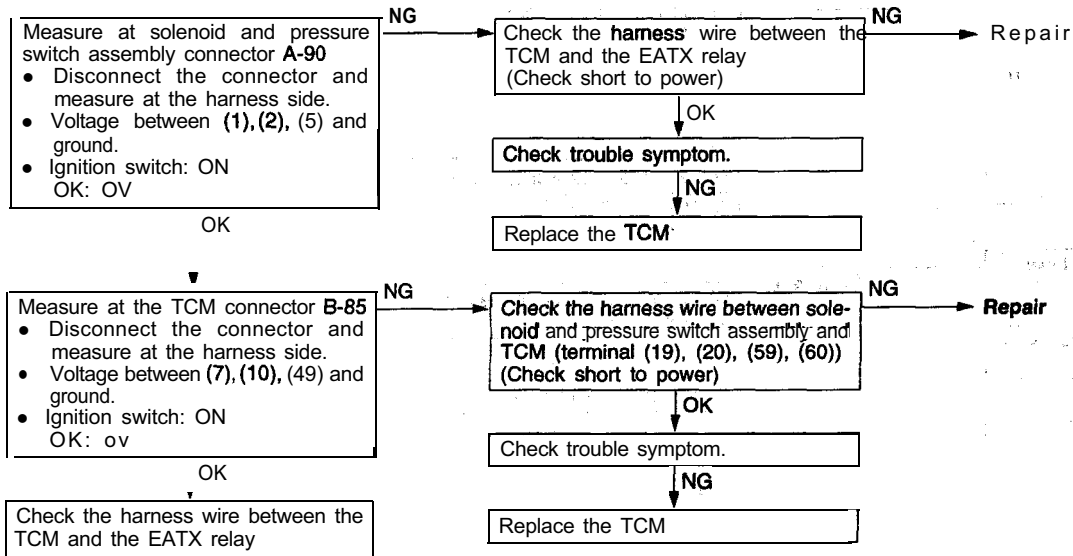 Measure at solenoid and pressure
switch assembly connector A-90
• Disconnect the connector and
measure at the harness side.
• Voltage between (1), (2), (5) and
ground.
• Ignition switch: ON
OK: OV
NG
Check the harness wire between the
TCM and the EATX relay
(Check short to power)
NG
Repair
OK
Check trouble symptom.
NG
Replace the TCM
OK
Measure at the TCM connector B-85
• Disconnect the connector and
measure at the harness side.
• Voltage between (7), (10), (49) and
ground.
• Ignition switch: ON
OK: ov
NG
Check the harness wire between sole-
noid and pressure switch assembly and
TCM (terminal (19), (20), (59), (60))
(Check short to power)
NG
Repair
OK
Check trouble symptom.
NG
Replace the TCM
OK
Check the harness wire between the
TCM and the EATX relay